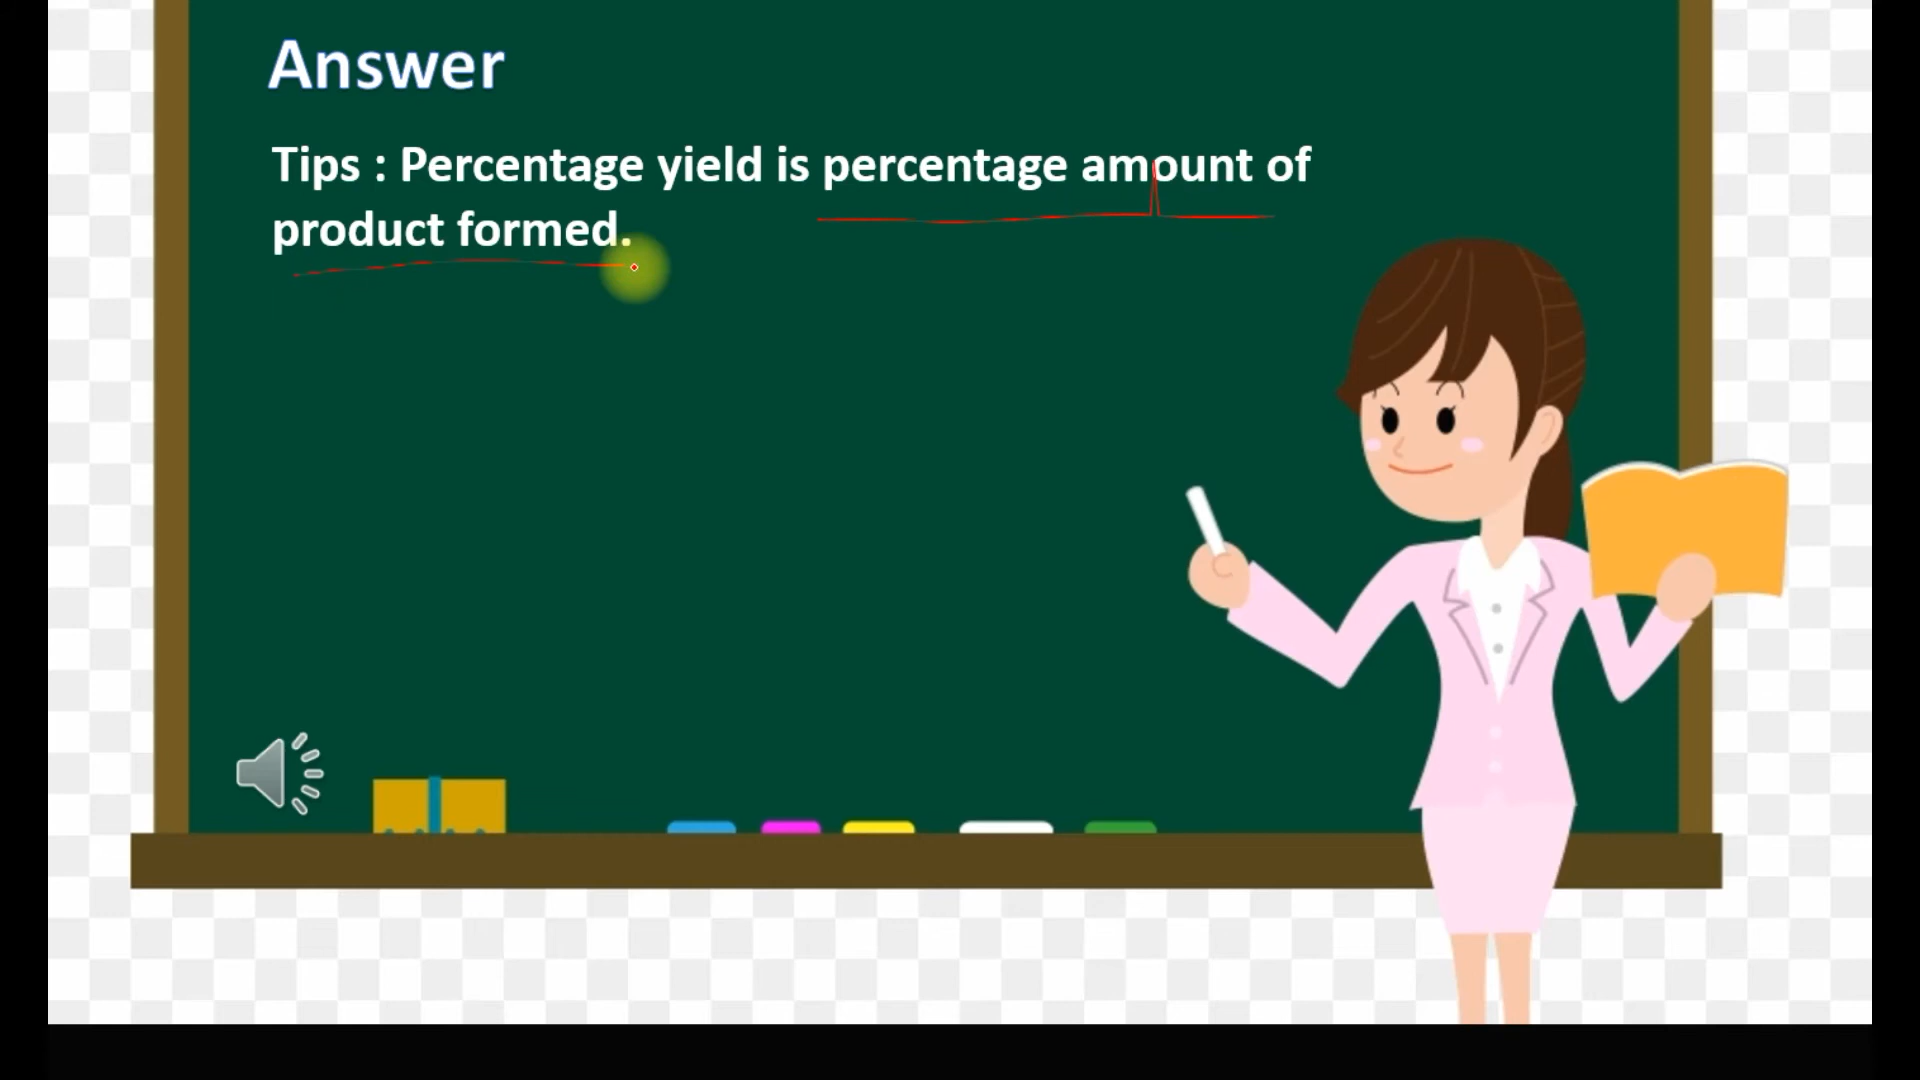 Answer
Tips : Percentage yield is percentage amount of
product formed.